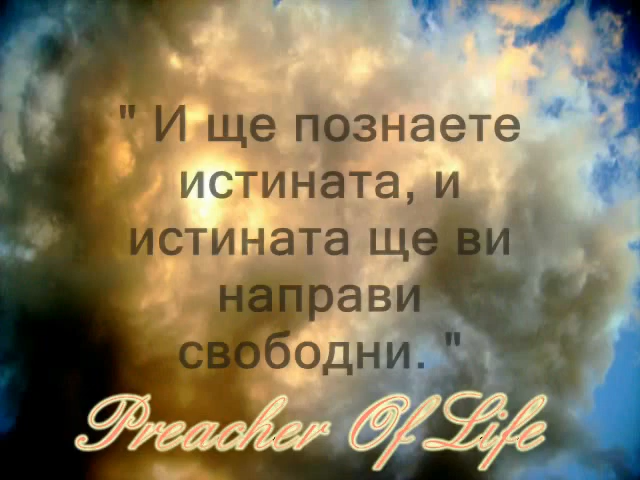 " И ще познаете
истината, и
истината ще ви
направи
свободни. "
Preacher Of Life